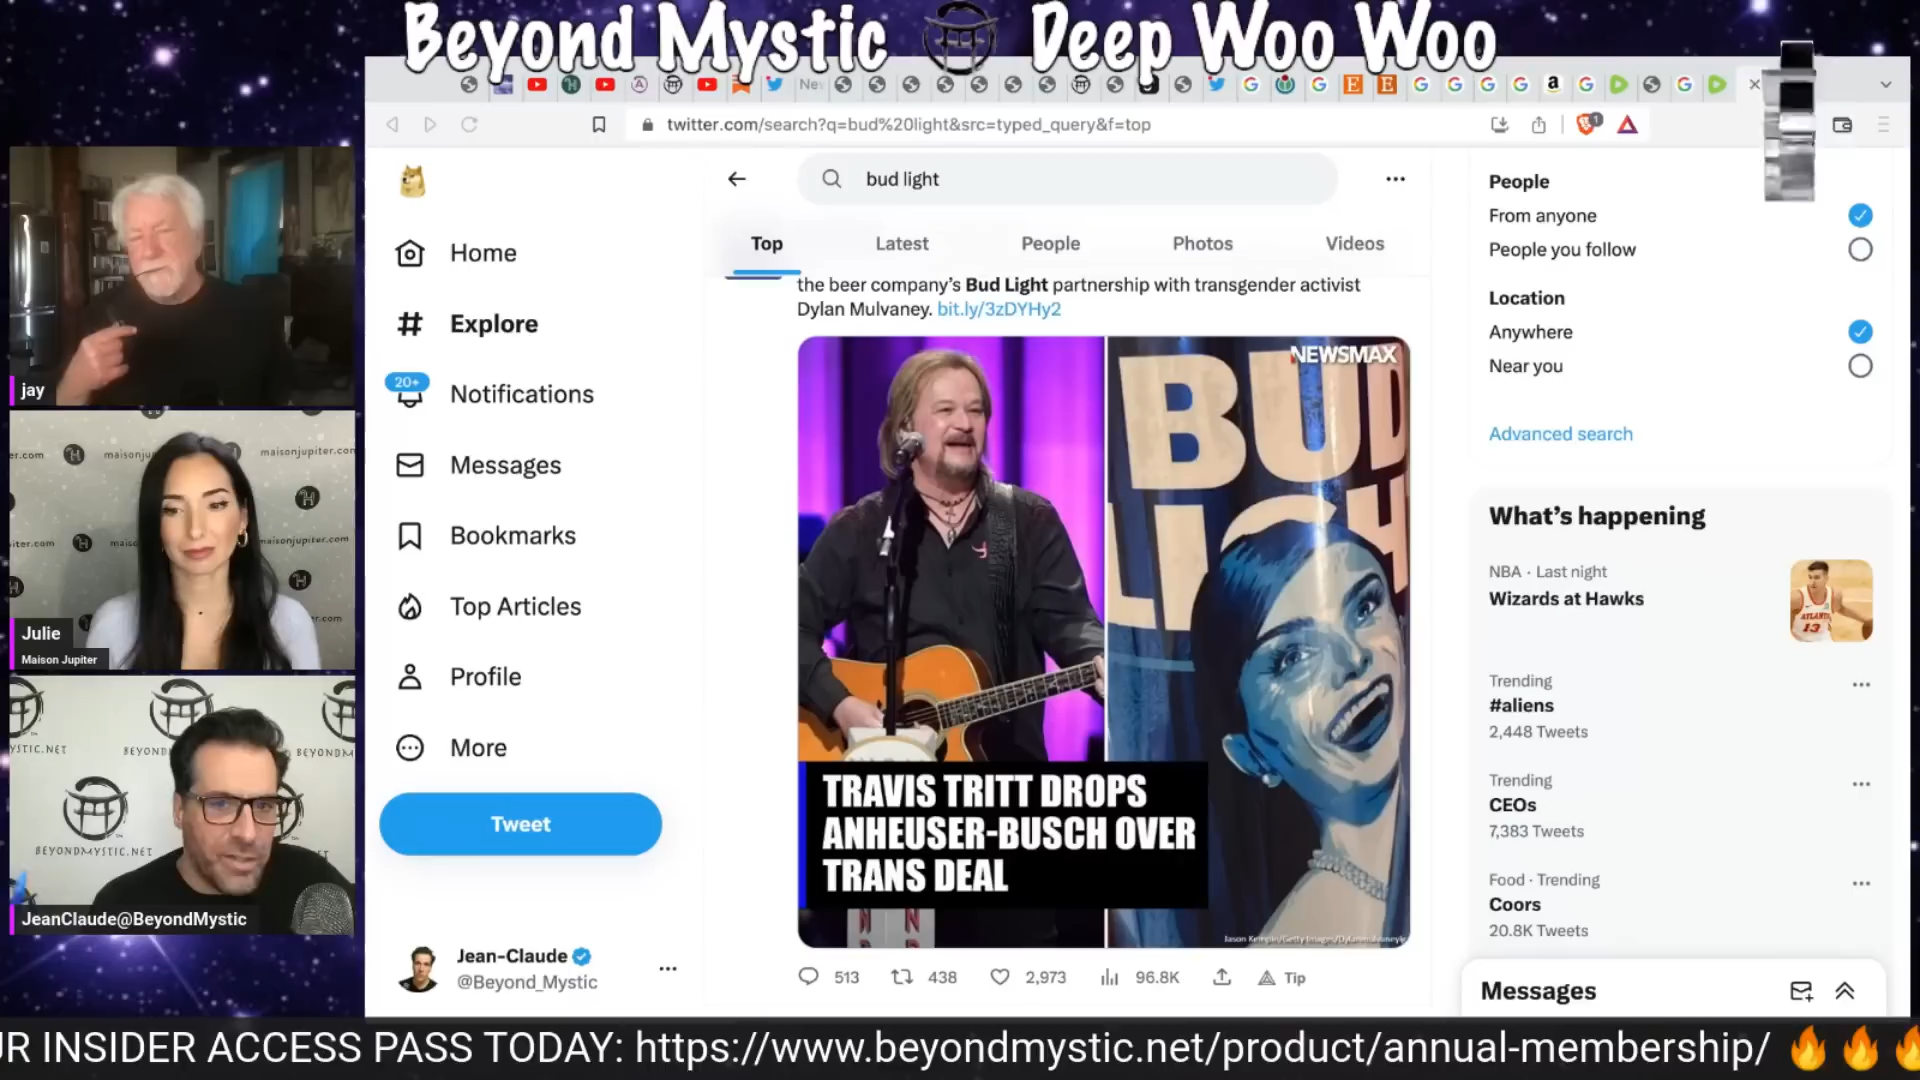 Beyond Mystic Deep Woo Woo
twitter.com/search?q=bud%20light&src=typed_query&f=top
1
bud light
Top
Latest
People
Photos
Videos
Home
Explore
20+
Notifications
Messages
Bookmarks
Top Articles
Profile
More
Tweet
Jean-Claude
@Beyond_Mystic
the beer company's Bud Light partnership with transgender activist
Dylan Mulvaney. bit.ly/3zDYHy2
NEWSMAX
BUD
LIGH
TRAVIS TRITT DROPS
ANHEUSER-BUSCH OVER
TRANS DEAL
513
438
2,973
96.8K
Tip
People
From anyone
People you follow
Location
Anywhere
Near you
Advanced search
What's happening
NBA · Last night
Wizards at Hawks
ATLANTA
13
Trending
#aliens
2,448 Tweets
Trending
CEOs
7,383 Tweets
Food · Trending
Coors
20.8K Tweets
Messages
jay
maisonjupiter.com
Julie
Maison Jupiter
BEYONDMYSTIC.NET
JeanClaude@BeyondMystic
UR INSIDER ACCESS PASS TODAY: https://www.beyondmystic.net/product/annual-membership/